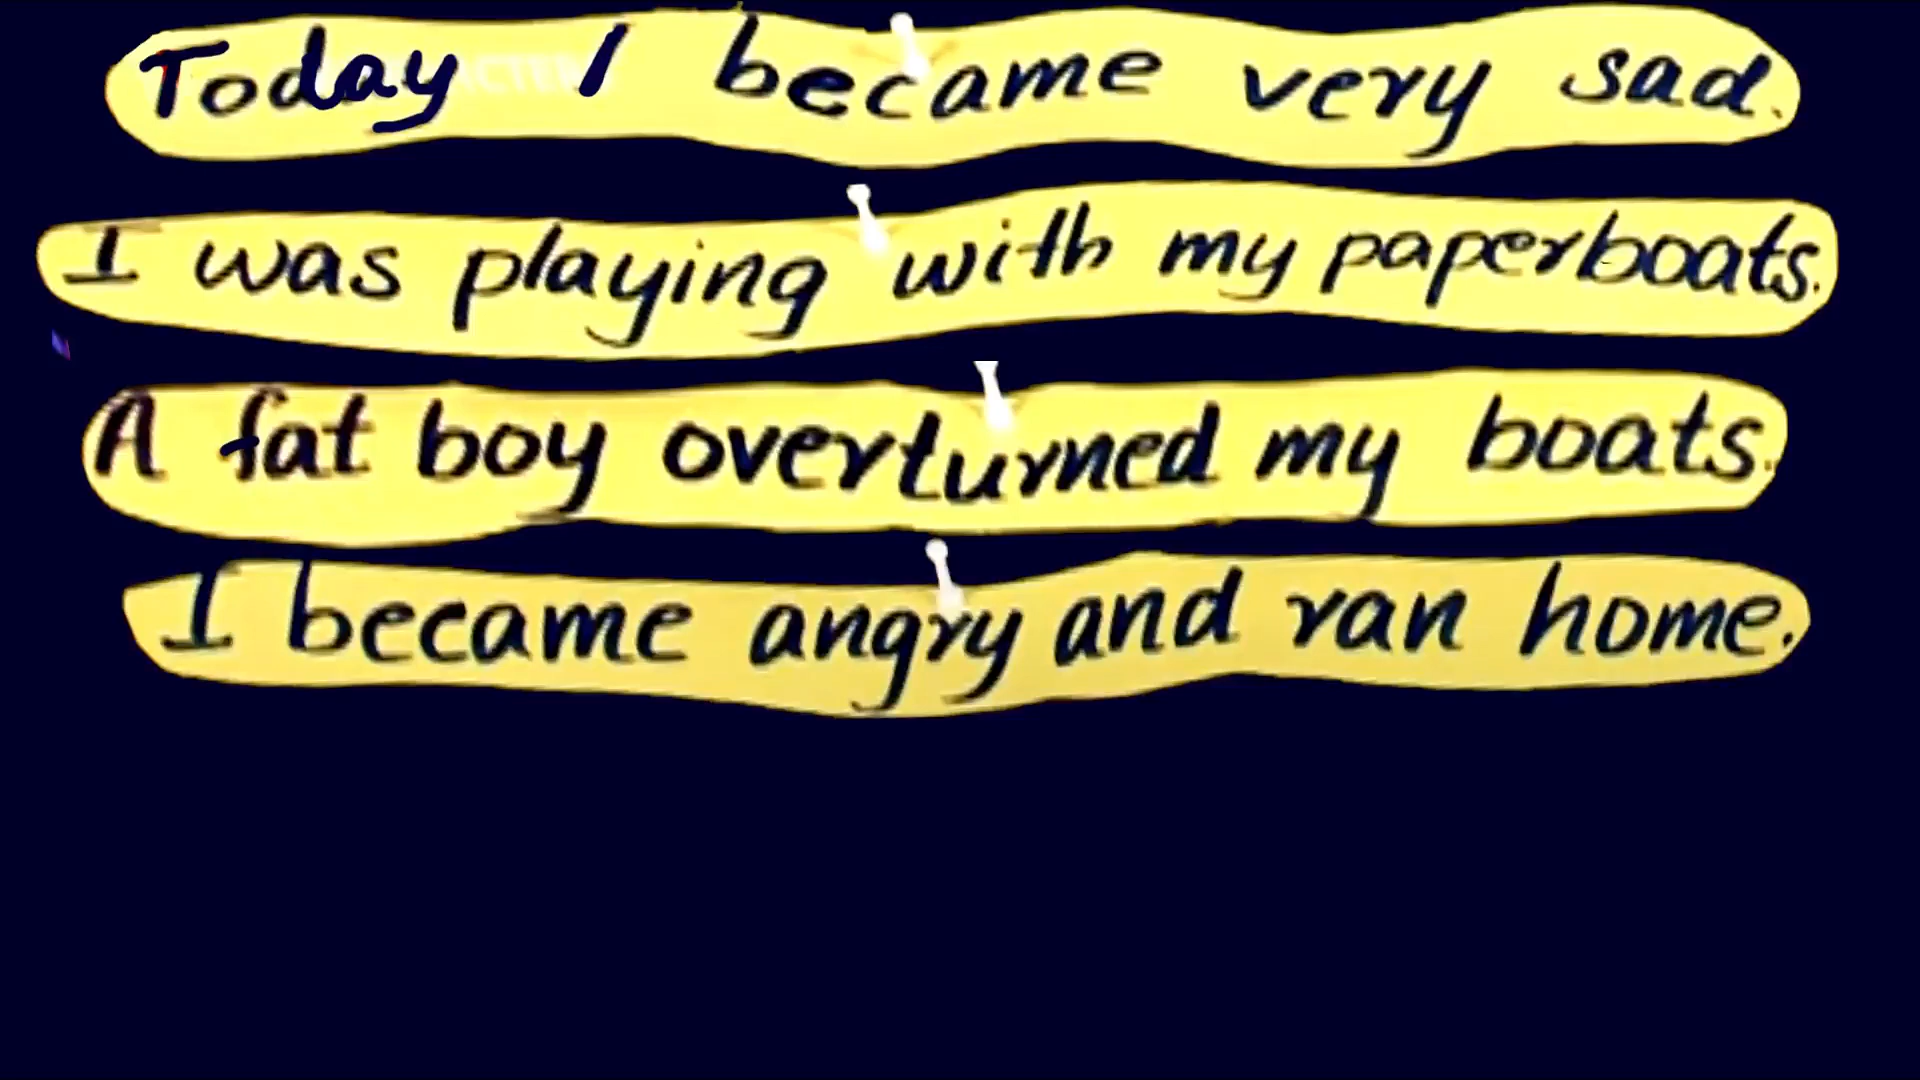 Today I became very sad.
I was playing with my paperboats.
A fat boy overturned my boats.
I became angry and ran home.